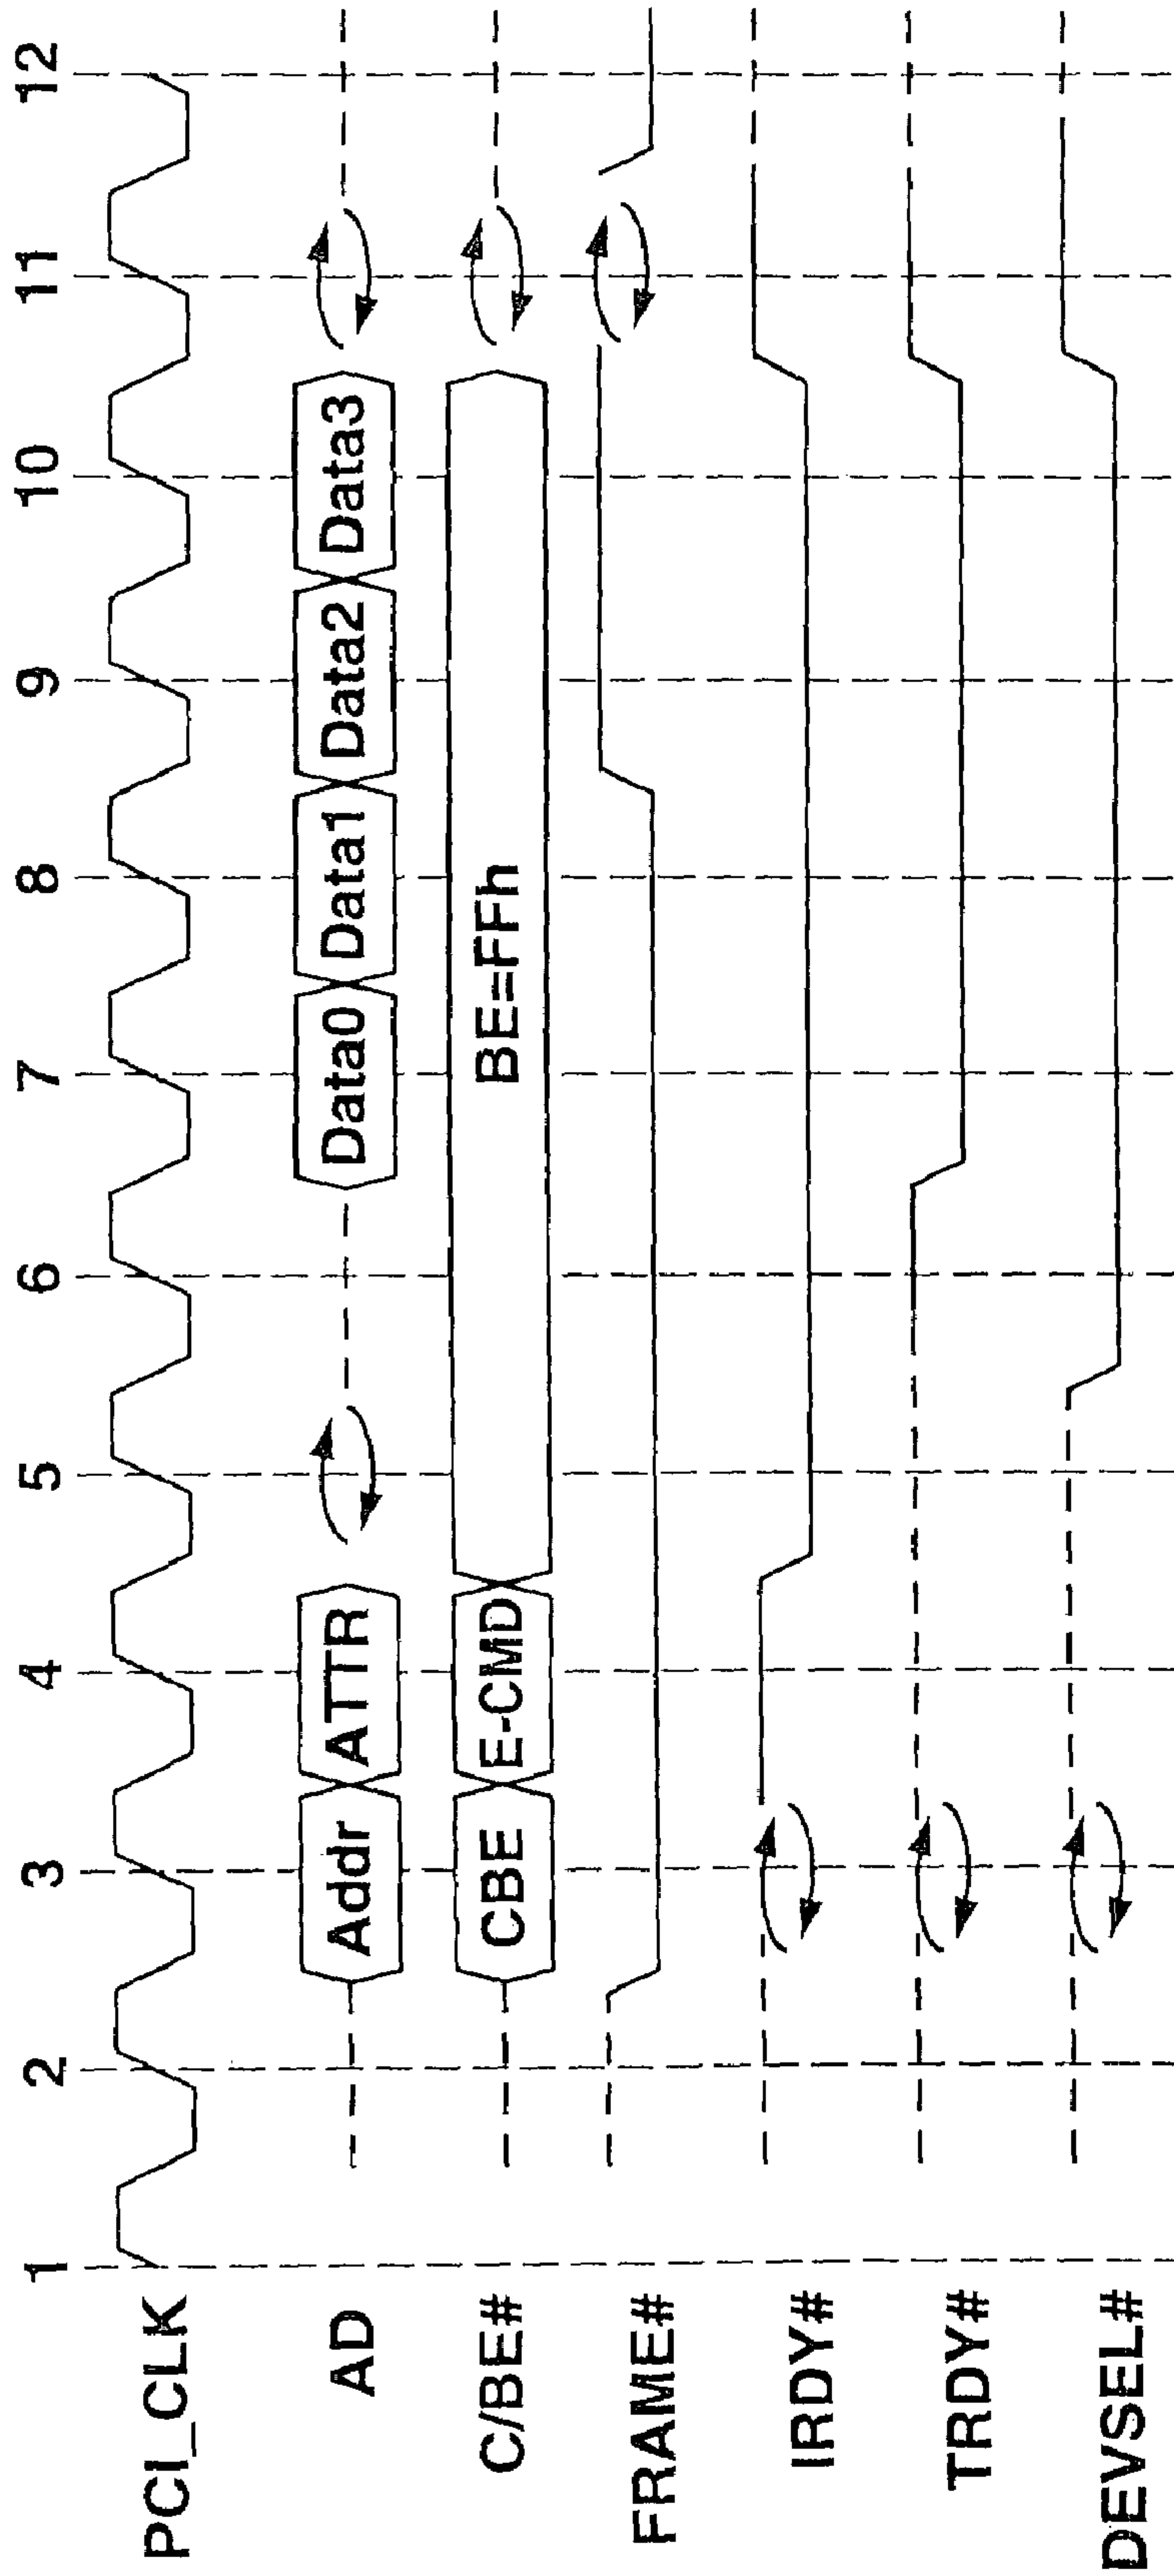 1 2 3 4 5 6 7 8 9 10 11 12
PCI_CLK
AD Addr ATTR Data0 Data1 Data2 Data3
C/BE# CBE E-CMD BE=FFh
FRAME#
IRDY#
TRDY#
DEVSEL#